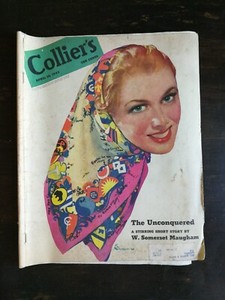 Collier's
The Unconquered
A STIRRING SHORT STORY BY
W. Somerset Maugham